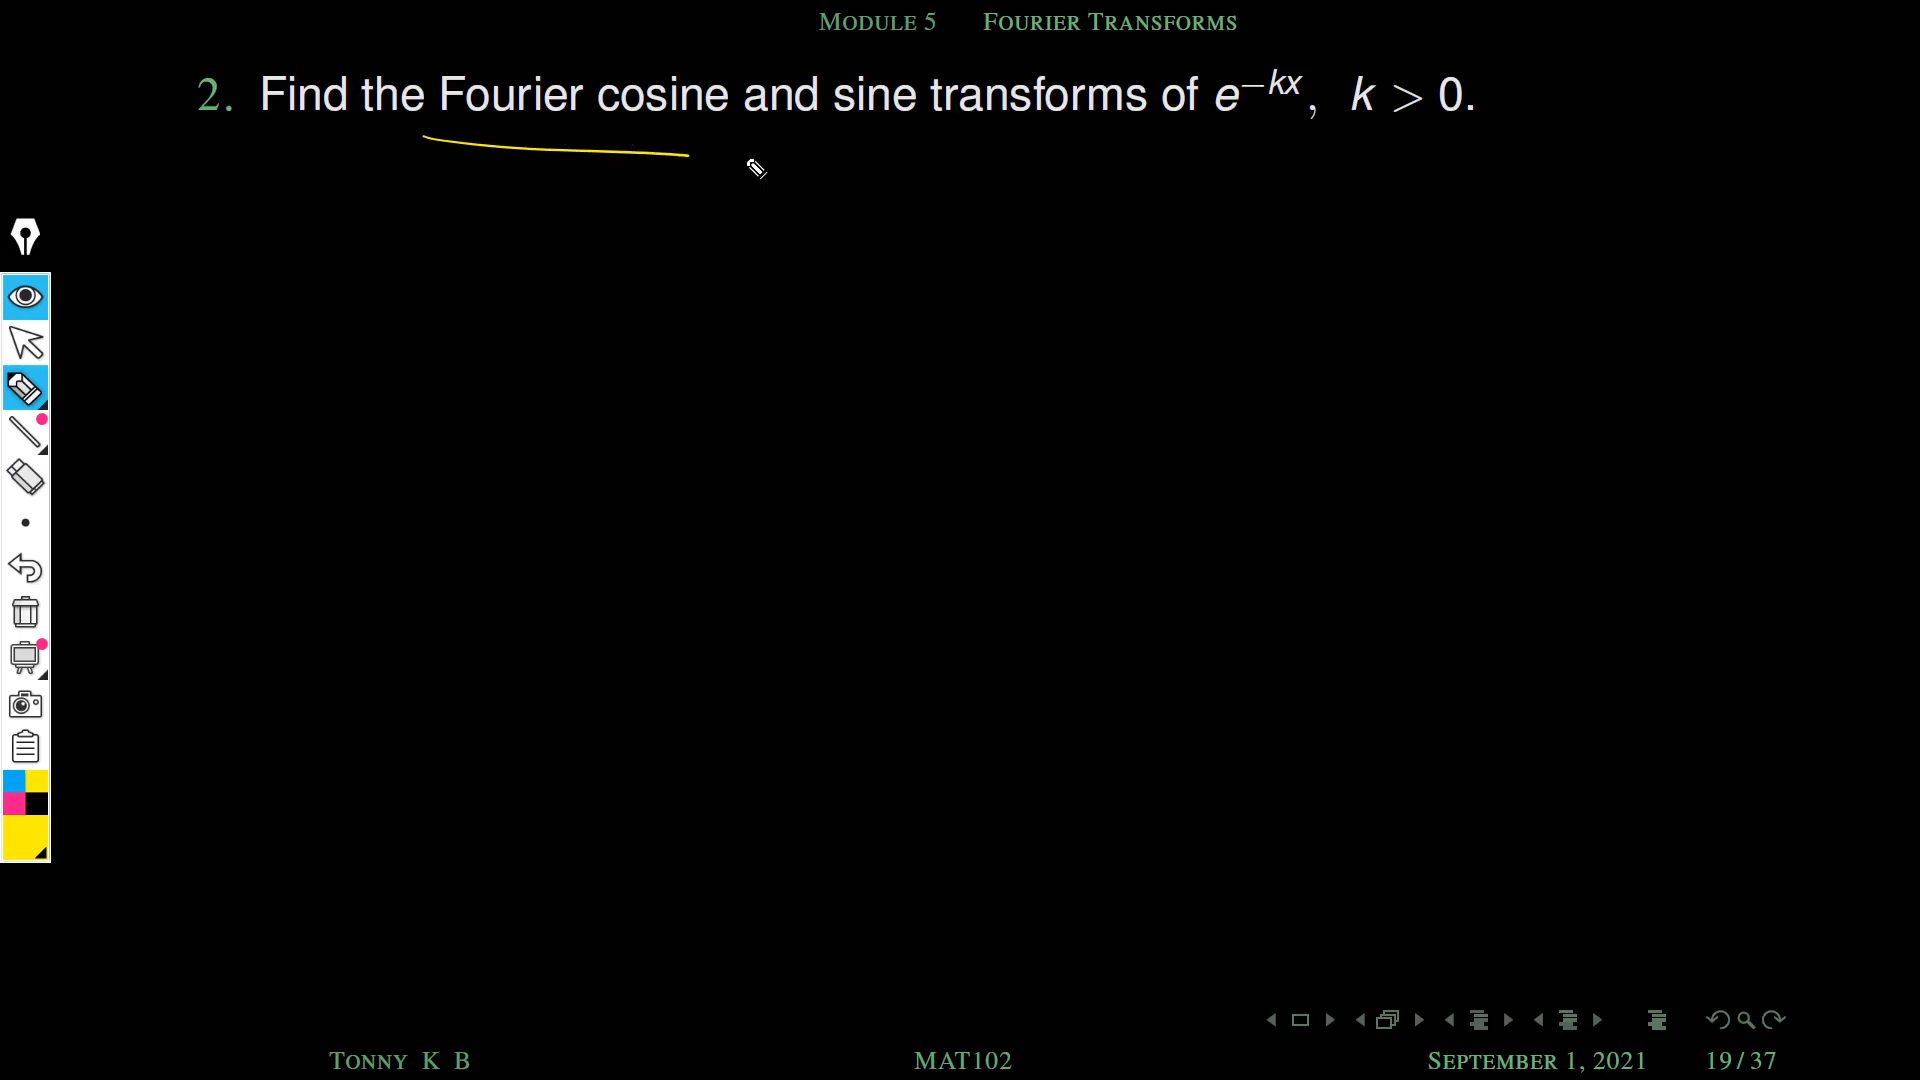 MODULE 5 FOURIER TRANSFORMS
2. Find the Fourier cosine and sine transforms of e^{-kx}, k > 0.
TONNY K B MAT102 SEPTEMBER 1, 2021 19/37